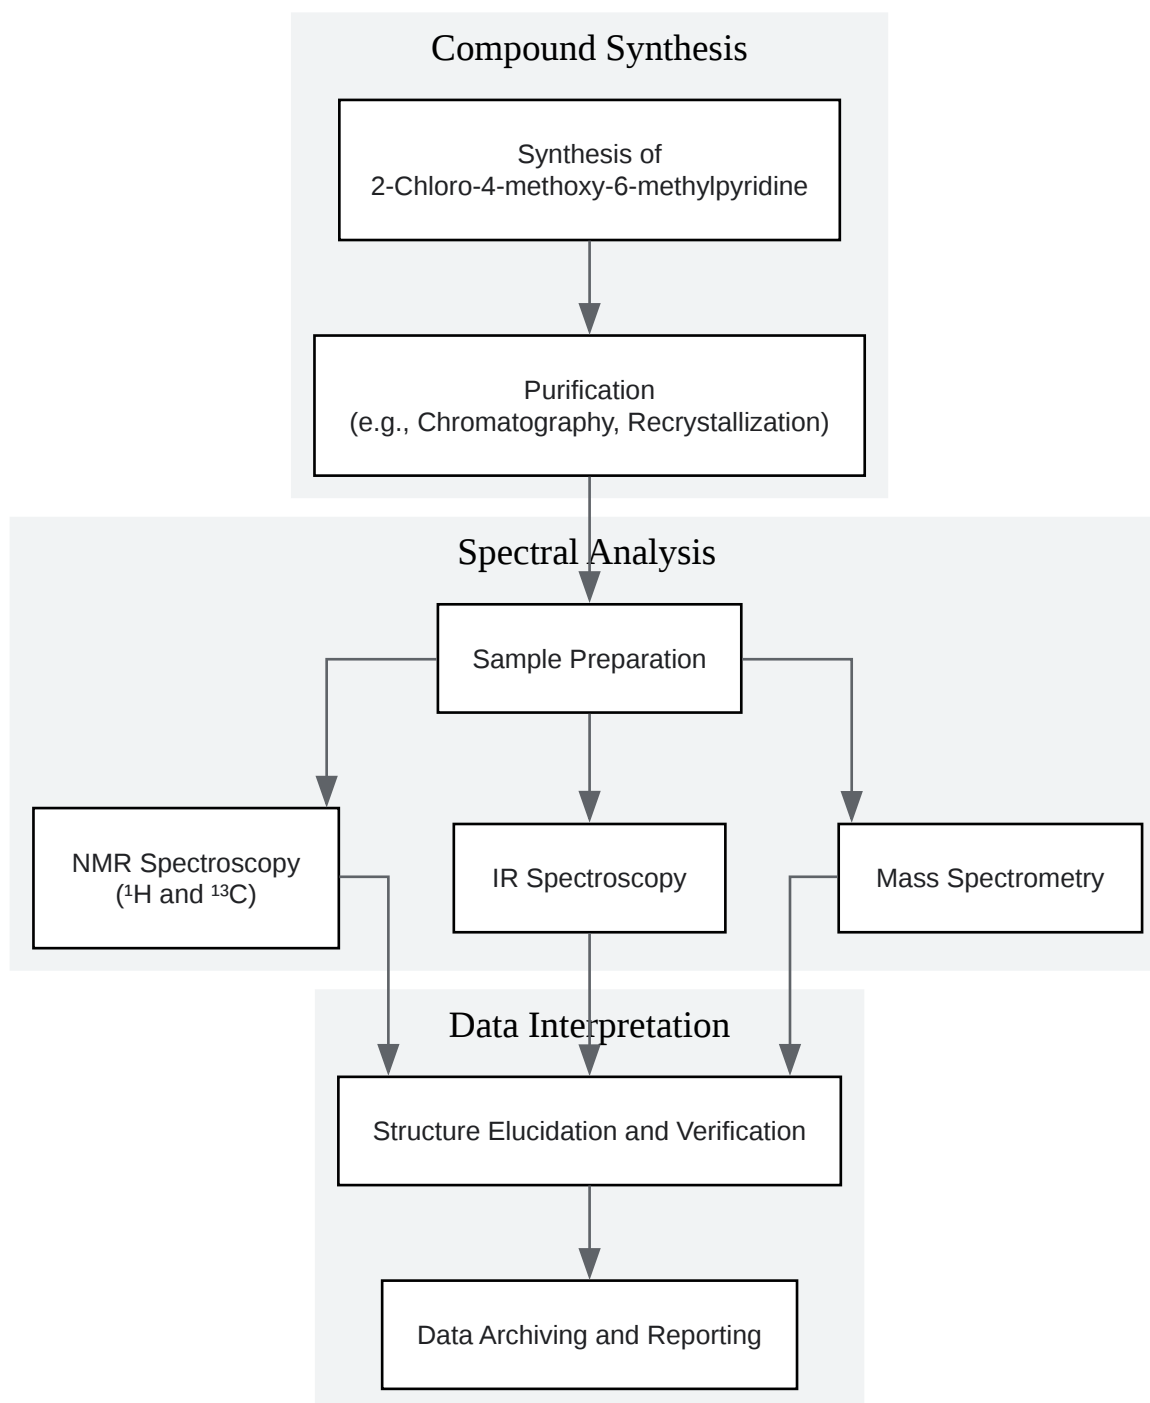 Compound Synthesis
Synthesis of
2-Chloro-4-methoxy-6-methylpyridine
Purification
(e.g., Chromatography, Recrystallization)
Spectral Analysis
Sample Preparation
NMR Spectroscopy
(¹H and ¹³C)
IR Spectroscopy
Mass Spectrometry
Data Interpretation
Structure Elucidation and Verification
Data Archiving and Reporting